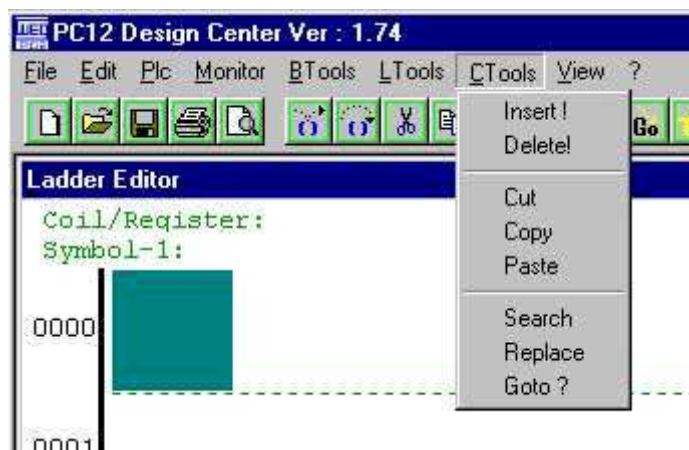 PC12 Design Center Ver : 1.74
File Edit Plc Monitor BTools LTools CTools View ?
Go
Insert !
Delete!
Ladder Editor
Cut
Coil/Register:
Copy
Symbol-1:
Paste
0000
Search
Replace
Goto ?
0001